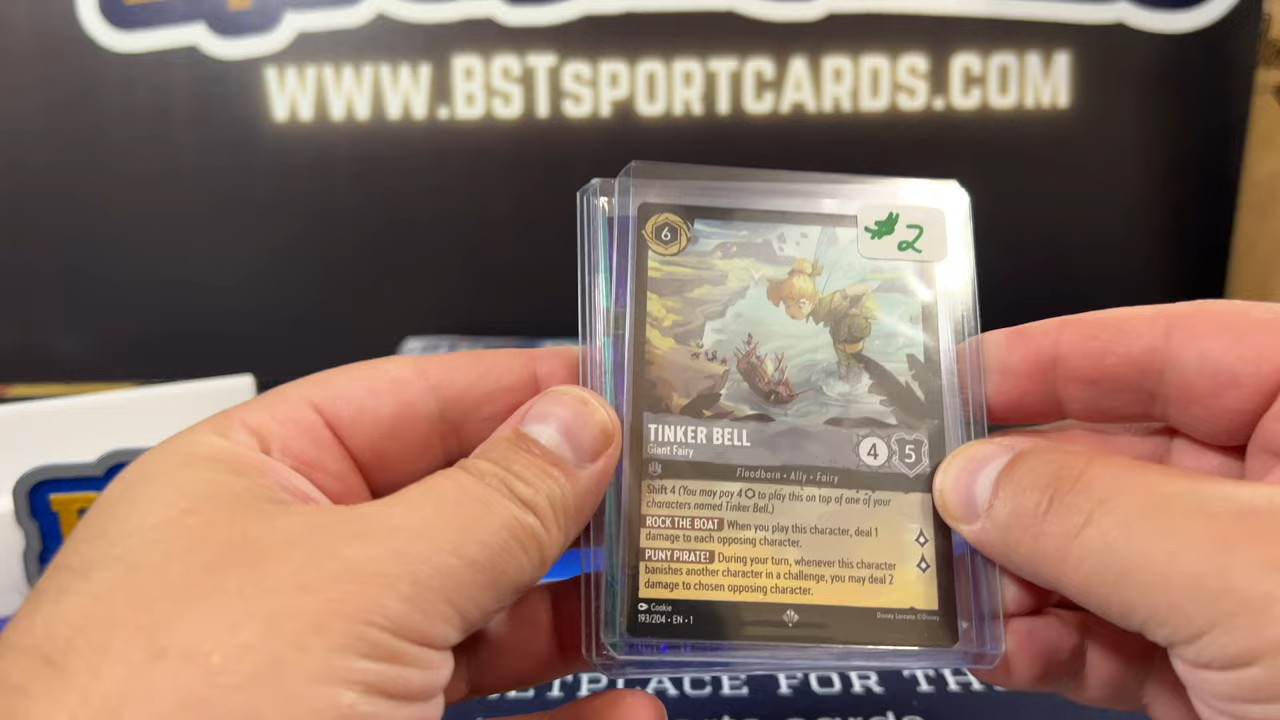 WWW.BSTSPORTCARDS.COM
#2
6
TINKER BELL
Giant Fairy
4
5
Floodborn • Ally • Fairy
Shift 4 (You may pay 4 ⬡ to play this on top of one of your
characters named Tinker Bell.)
ROCK THE BOAT When you play this character, deal 1
damage to each opposing character.
PUNY PIRATE! During your turn, whenever this character
banishes another character in a challenge, you may deal 2
damage to chosen opposing character.
Cookie
193/204 • EN • 1
Disney Lorcana ©Disney
PLACE FOR TH